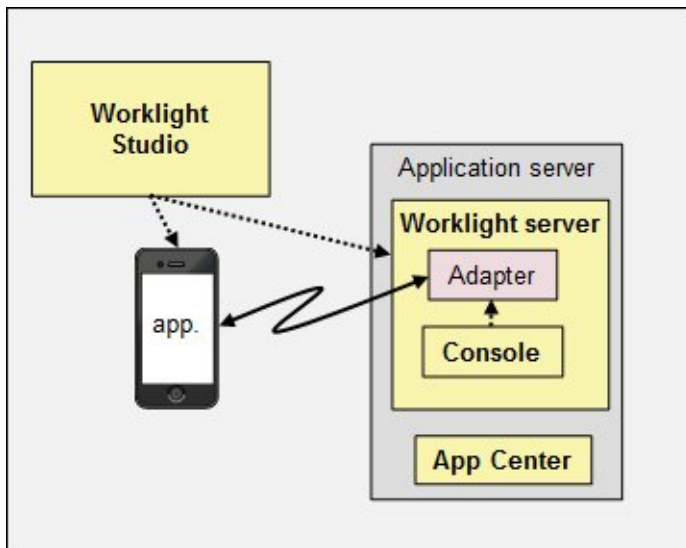 Worklight
Studio
Application server
Worklight server
Adapter
app.
Console
App Center